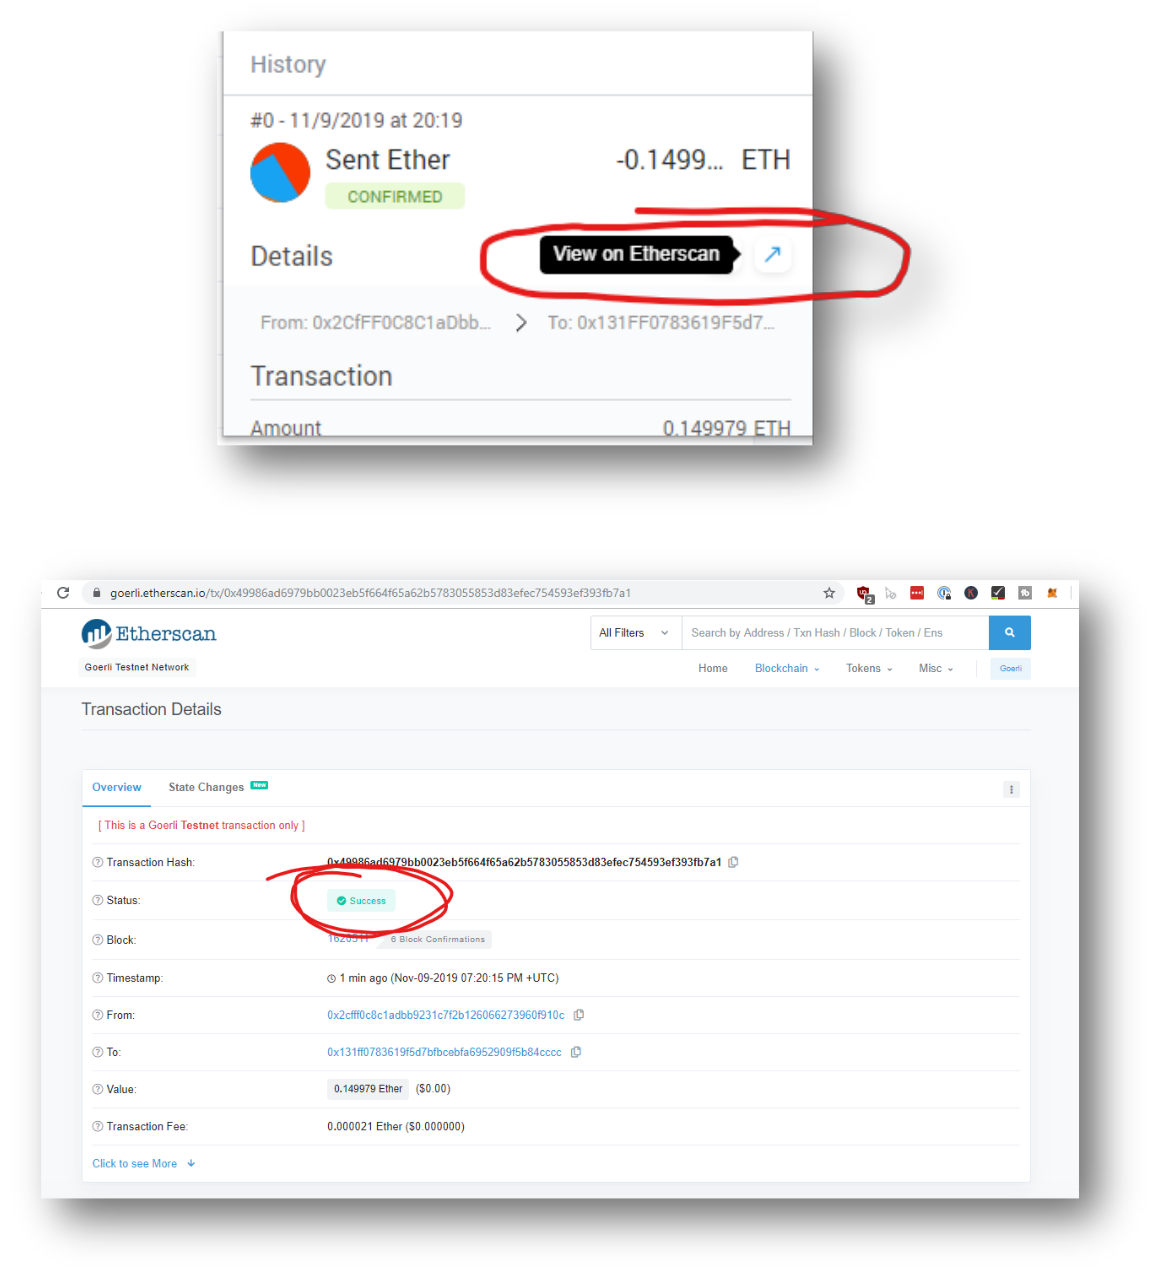 History
#0 - 11/9/2019 at 20:19
Sent Ether -0.1499... ETH
CONFIRMED
Details View on Etherscan
From: 0x2CfFF0C8C1aDbb... To: 0x131FF0783619F5d7...
Transaction
Amount 0.149979 ETH
goerli.etherscan.io/tx/0x49986ad6979bb0023eb5f664f65a62b5783055853d83efec754593ef393fb7a1
Etherscan All Filters Search by Address / Txn Hash / Block / Token / Ens
Goerli Testnet Network Home Blockchain Tokens Misc Goerli
Transaction Details
Overview State Changes New
[ This is a Goerli Testnet transaction only ]
Transaction Hash: 0x49986ad6979bb0023eb5f664f65a62b5783055853d83efec754593ef393fb7a1
Status: Success
Block: 6 Block Confirmations
Timestamp: 1 min ago (Nov-09-2019 07:20:15 PM +UTC)
From: 0x2cfff0c8c1adbb9231c7f2b126066273960f910c
To: 0x131ff0783619f5d7bfbcebfa6952909f5b84cccc
Value: 0.149979 Ether ($0.00)
Transaction Fee: 0.000021 Ether ($0.000000)
Click to see More